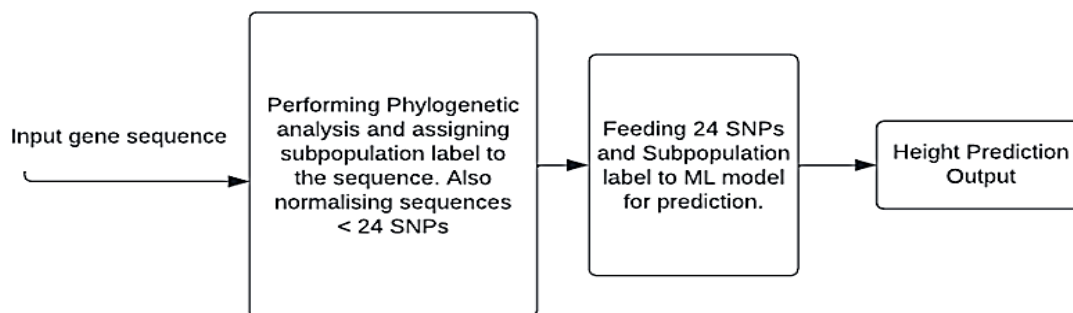 Input gene sequence
Performing Phylogenetic
analysis and assigning
subpopulation label to
the sequence. Also
normalising sequences
< 24 SNPs
Feeding 24 SNPs
and Subpopulation
label to ML model
for prediction.
Height Prediction
Output